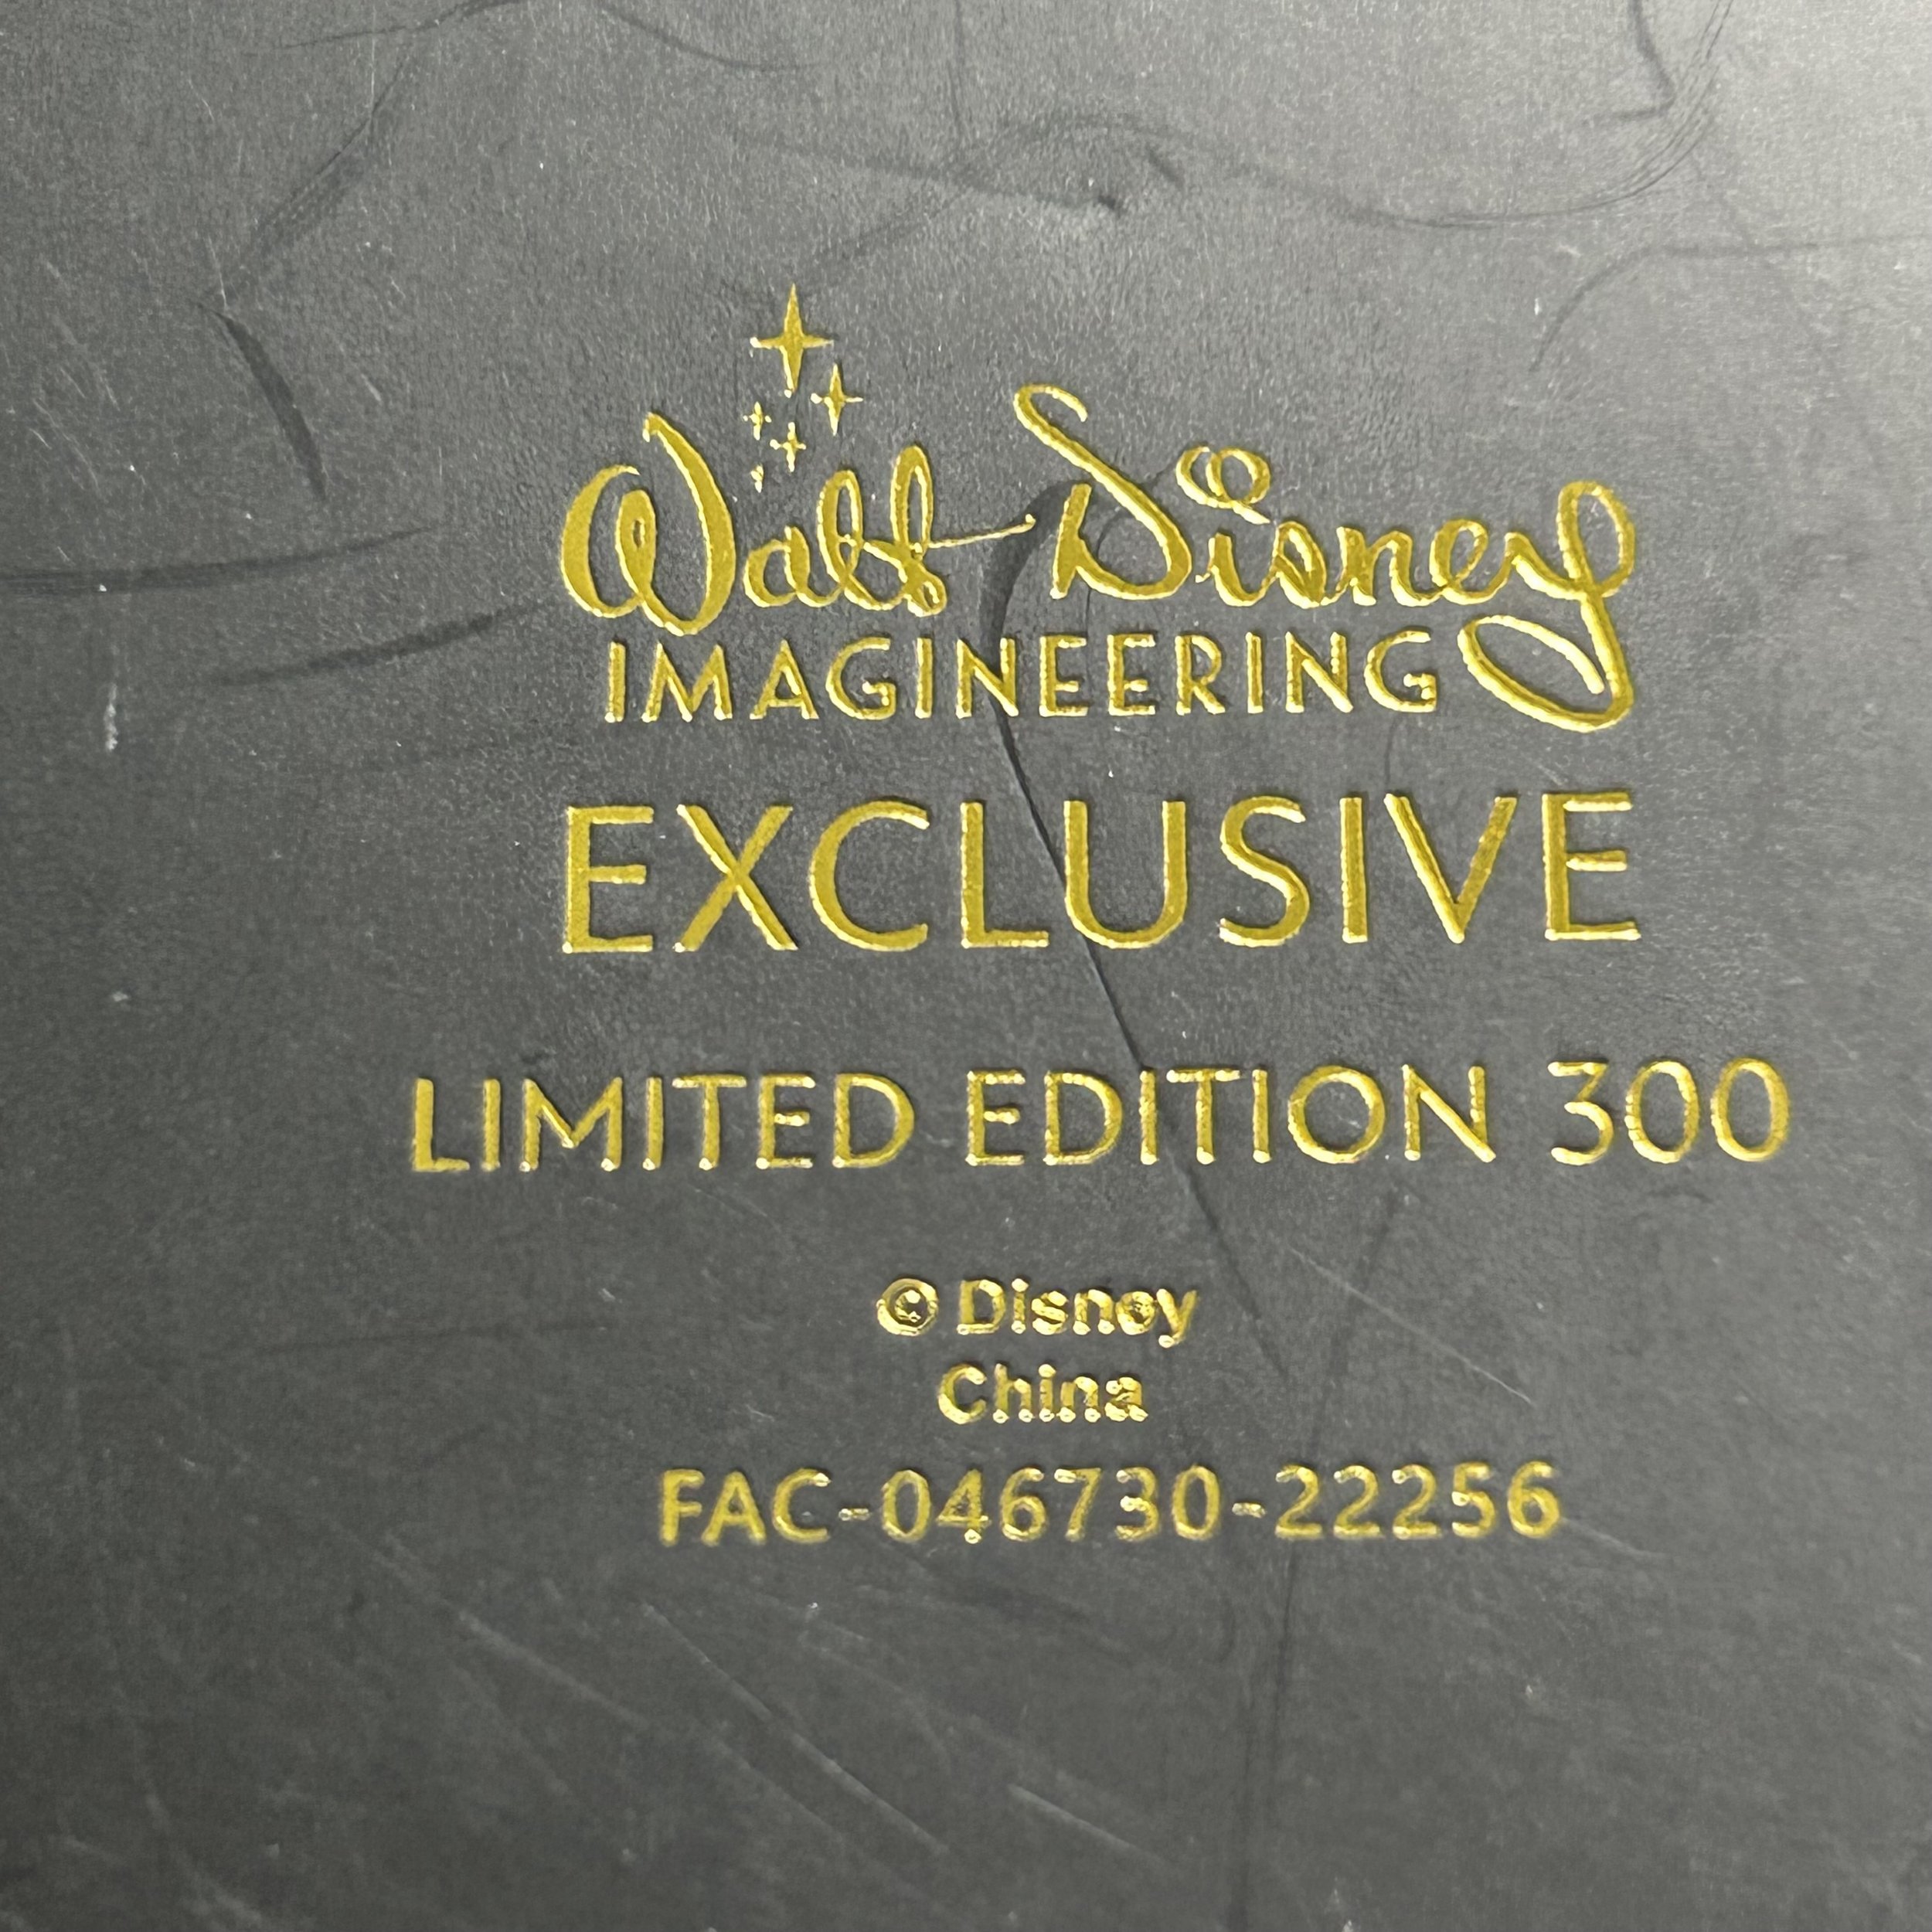 Walt Disney
IMAGINEERING
EXCLUSIVE
LIMITED EDITION 300
© Disney
China
FAC-046730-22256